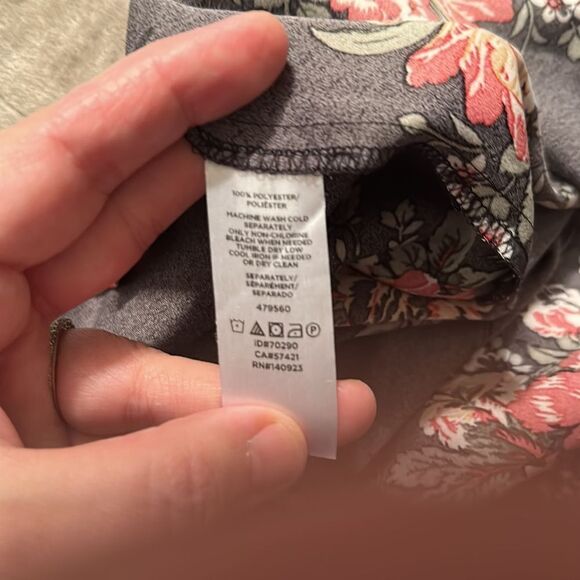 100% POLYESTER/
POLIÉSTER
MACHINE WASH COLD
SEPARATELY
ONLY NON-CHLORINE
BLEACH WHEN NEEDED
TUMBLE DRY LOW
COOL IRON IF NEEDED
OR DRY CLEAN
SEPARATELY/
SÉPARÉMENT/
SEPARADO
479560
P
ID#70290
CA#57421
RN#140923